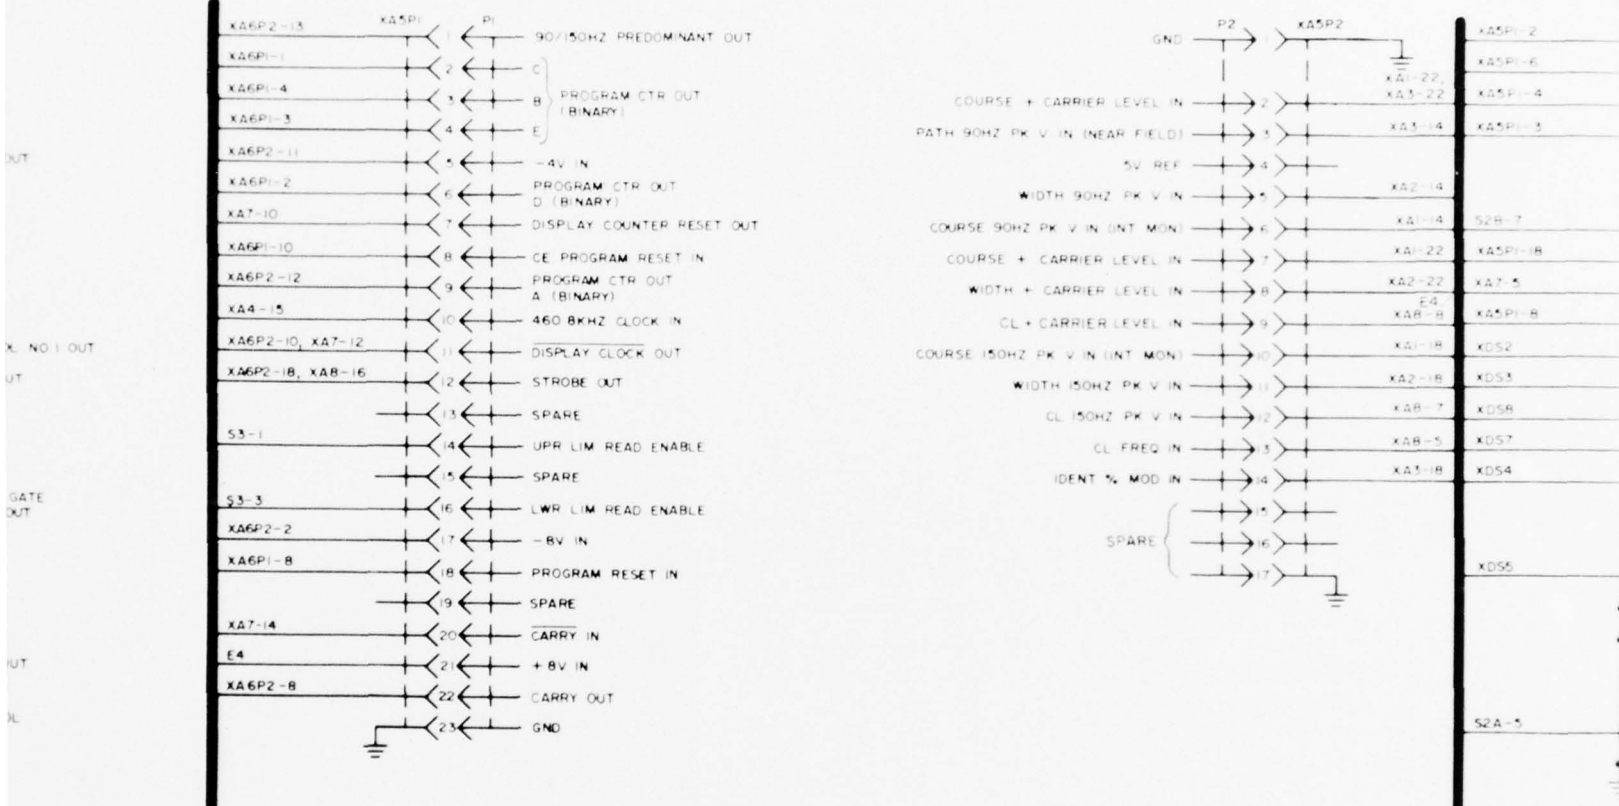 XA5P1 P1
XA6P2-13 1 90/150HZ PREDOMINANT OUT
XA6P1-1 2 C
XA6P1-4 3 B PROGRAM CTR OUT
(BINARY)
XA6P1-3 4 E
XA6P2-11 5 -4V IN
XA6P1-2 6 PROGRAM CTR OUT
D (BINARY)
XA7-10 7 DISPLAY COUNTER RESET OUT
XA6P1-10 8 CE PROGRAM RESET IN
XA6P2-12 9 PROGRAM CTR OUT
A (BINARY)
XA4-15 10 460 8KHZ CLOCK IN
XA6P2-10, XA7-12 11 DISPLAY CLOCK OUT
XA6P2-18, XA8-16 12 STROBE OUT
13 SPARE
S3-1 14 UPR LIM READ ENABLE
15 SPARE
S3-3 16 LWR LIM READ ENABLE
XA6P2-2 17 -8V IN
XA6P1-8 18 PROGRAM RESET IN
19 SPARE
XA7-14 20 CARRY IN
E4 21 +8V IN
XA6P2-8 22 CARRY OUT
23 GND
OUT
NO.1 OUT
UT
GATE
OUT
UT
OL
P2 XA5P2
GND 1
XA1-22,
COURSE + CARRIER LEVEL IN 2 XA3-22
PATH 90HZ PK V IN (NEAR FIELD) 3 XA3-14
5V REF 4
WIDTH 90HZ PK V IN 5 XA2-14
COURSE 90HZ PK V IN (INT MON) 6 XA1-14
COURSE + CARRIER LEVEL IN 7 XA1-22
WIDTH + CARRIER LEVEL IN 8 XA2-22
E4,
CL + CARRIER LEVEL IN 9 XA8-8
COURSE 150HZ PK V IN (INT MON) 10 XA1-18
WIDTH 150HZ PK V IN 11 XA2-18
CL 150HZ PK V IN 12 XA8-7
CL FREQ IN 13 XA8-5
IDENT % MOD IN 14 XA3-18
15
SPARE 16
17
XA5P1-2
XA5P1-6
XA5P1-4
XA5P1-3
S2B-7
XA5P1-18
XA7-5
XA5P1-8
XDS2
XDS3
XDS8
XDS7
XDS4
XDS5
S2A-5